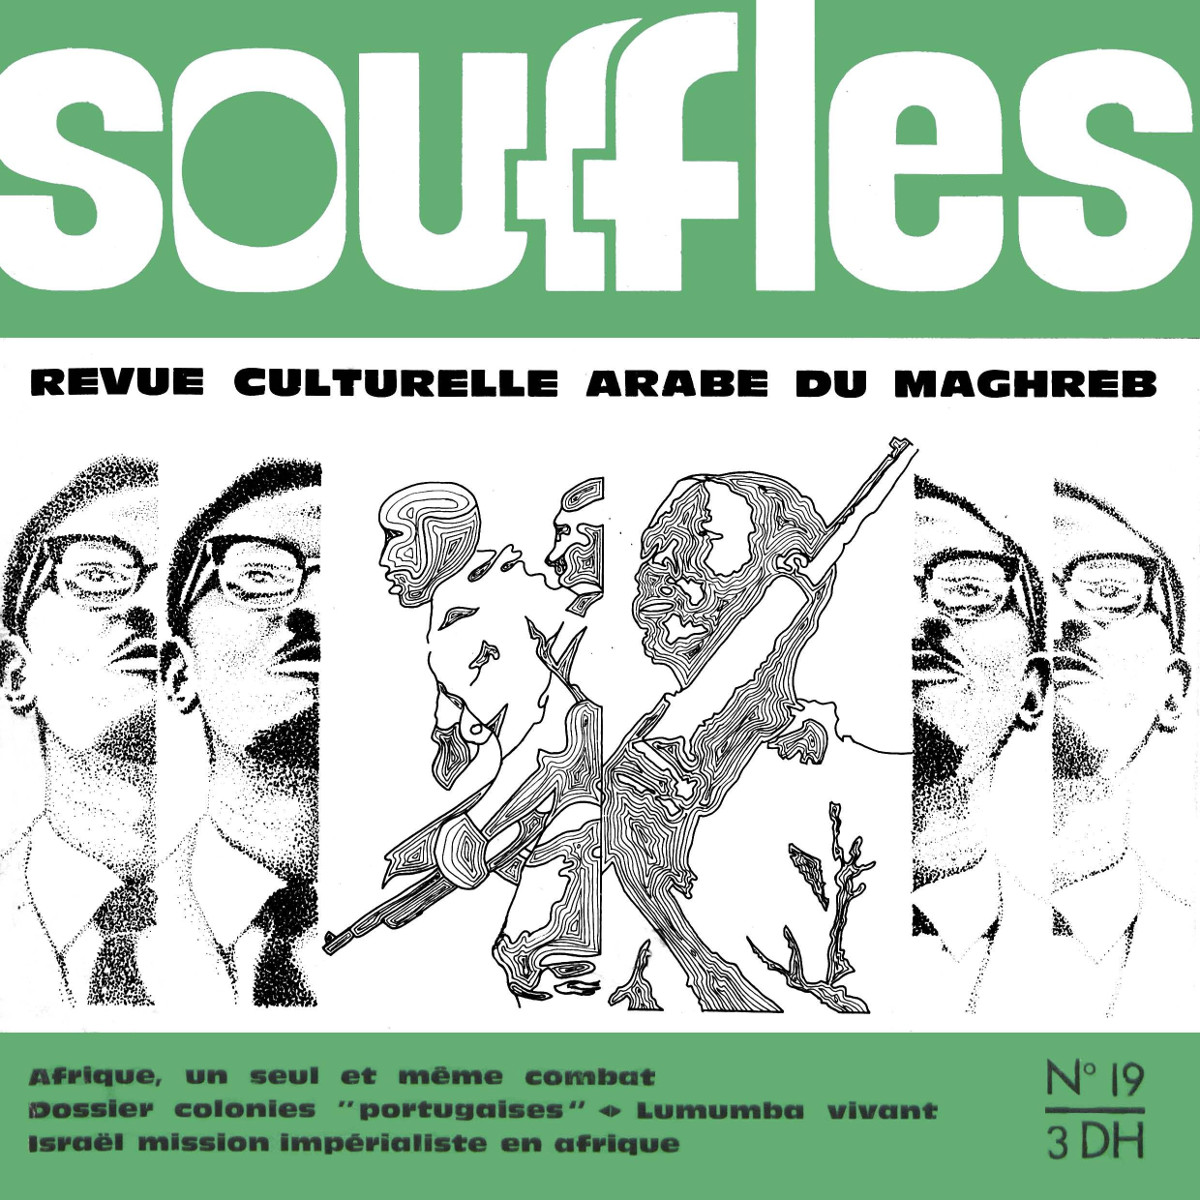 souffles
REVUE CULTURELLE ARABE DU MAGHREB
Afrique, un seul et même combat
Dossier colonies "portugaises" ◆ Lumumba vivant
Israël mission impérialiste en afrique
N° 19
3 DH